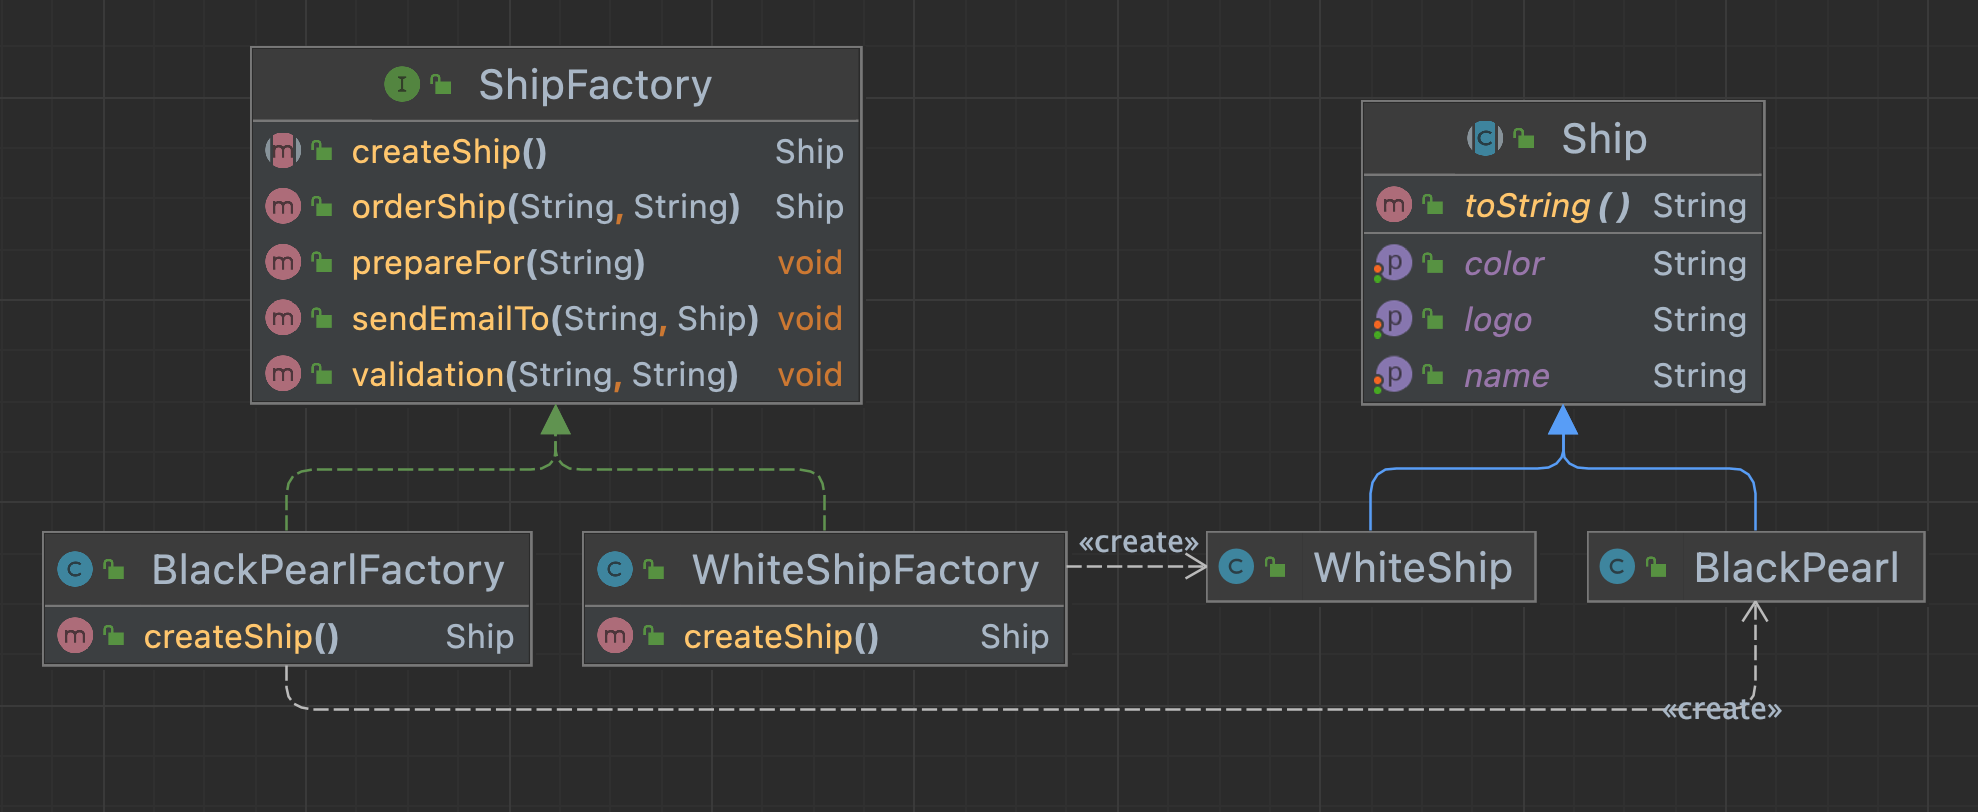 ShipFactory
createShip() Ship
orderShip(String, String) Ship
prepareFor(String) void
sendEmailTo(String, Ship) void
validation(String, String) void
Ship
toString() String
color String
logo String
name String
BlackPearlFactory
createShip() Ship
WhiteShipFactory
createShip() Ship
«create»
WhiteShip
BlackPearl
«create»